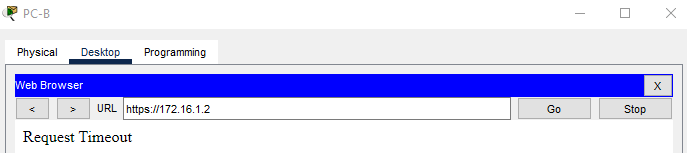 PC-B
Physical Desktop Programming
Web Browser X
< > URL https://172.16.1.2 Go Stop
Request Timeout